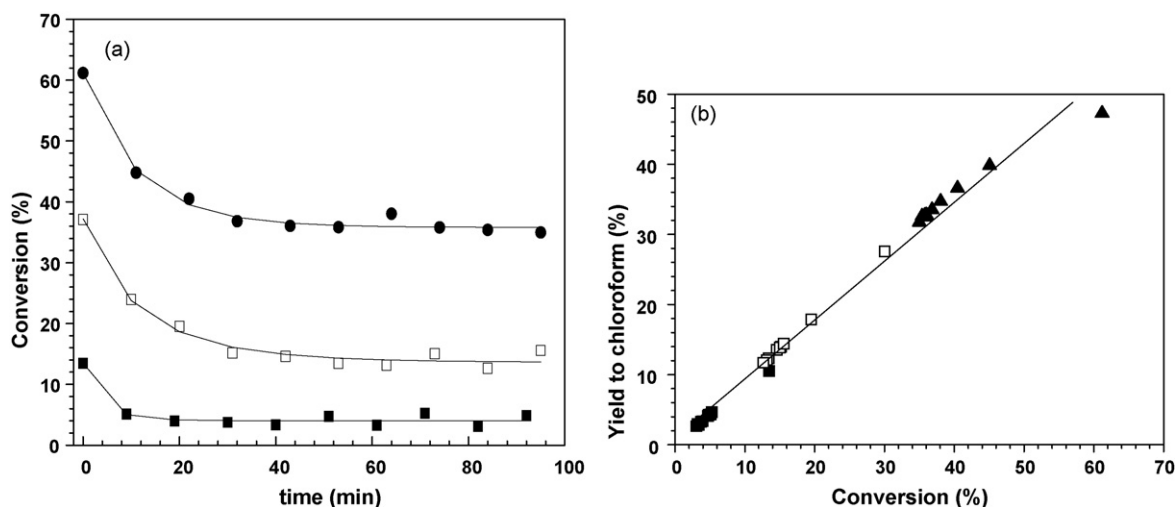 (a)
Conversion (%)
70
60
50
40
30
20
10
0
0 20 40 60 80 100
time (min)
(b)
Yield to chloroform (%)
50
40
30
20
10
0
0 10 20 30 40 50 60 70
Conversion (%)